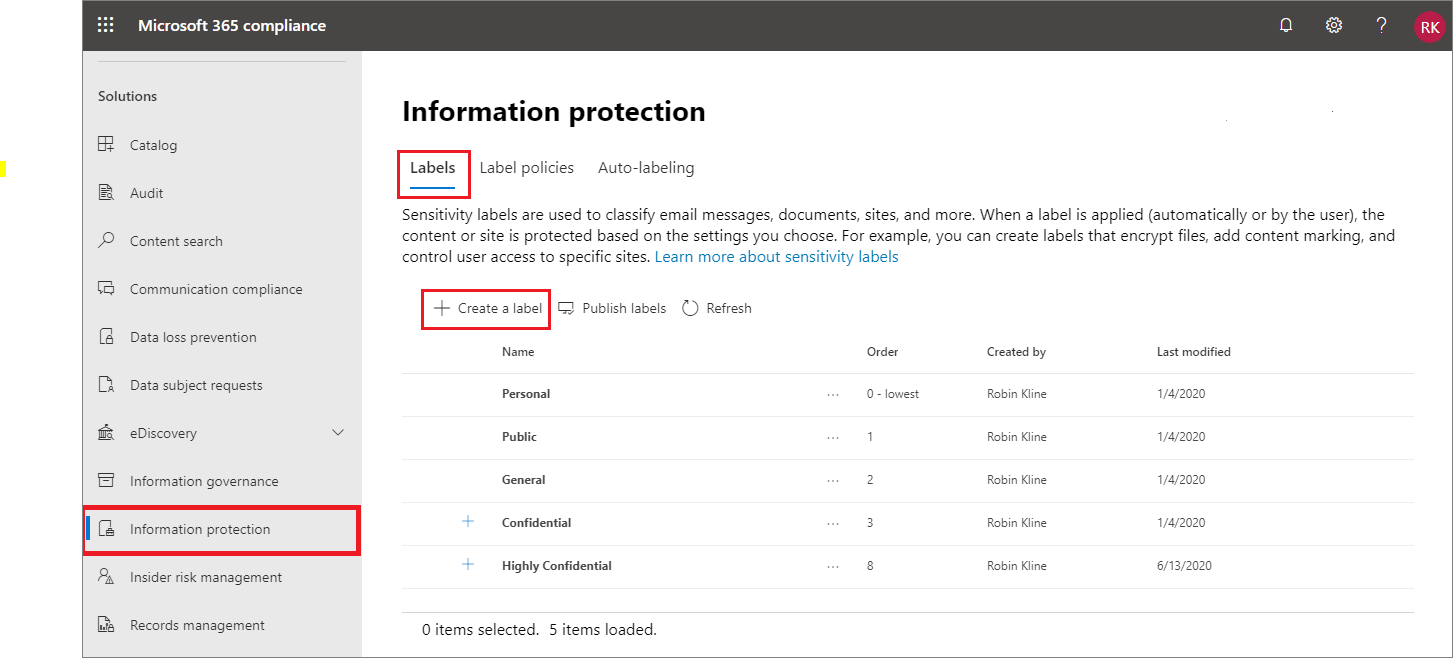 Microsoft 365 compliance
?
RK
Solutions
Catalog
Audit
Content search
Communication compliance
Data loss prevention
Data subject requests
eDiscovery
Information governance
Information protection
Insider risk management
Records management
Information protection
Labels Label policies Auto-labeling
Sensitivity labels are used to classify email messages, documents, sites, and more. When a label is applied (automatically or by the user), the
content or site is protected based on the settings you choose. For example, you can create labels that encrypt files, add content marking, and
control user access to specific sites. Learn more about sensitivity labels
+ Create a label Publish labels Refresh
Name Order Created by Last modified
Personal ... 0 - lowest Robin Kline 1/4/2020
Public ... 1 Robin Kline 1/4/2020
General ... 2 Robin Kline 1/4/2020
+ Confidential ... 3 Robin Kline 1/4/2020
+ Highly Confidential ... 8 Robin Kline 6/13/2020
0 items selected. 5 items loaded.